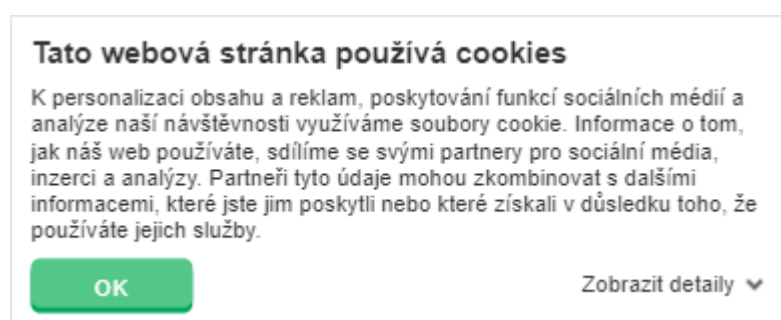 Tato webová stránka používá cookies
K personalizaci obsahu a reklam, poskytování funkcí sociálních médií a
analýze naší návštěvnosti využíváme soubory cookie. Informace o tom,
jak náš web používáte, sdílíme se svými partnery pro sociální média,
inzerci a analýzy. Partneři tyto údaje mohou zkombinovat s dalšími
informacemi, které jste jim poskytli nebo které získali v důsledku toho, že
používáte jejich služby.
OK
Zobrazit detaily